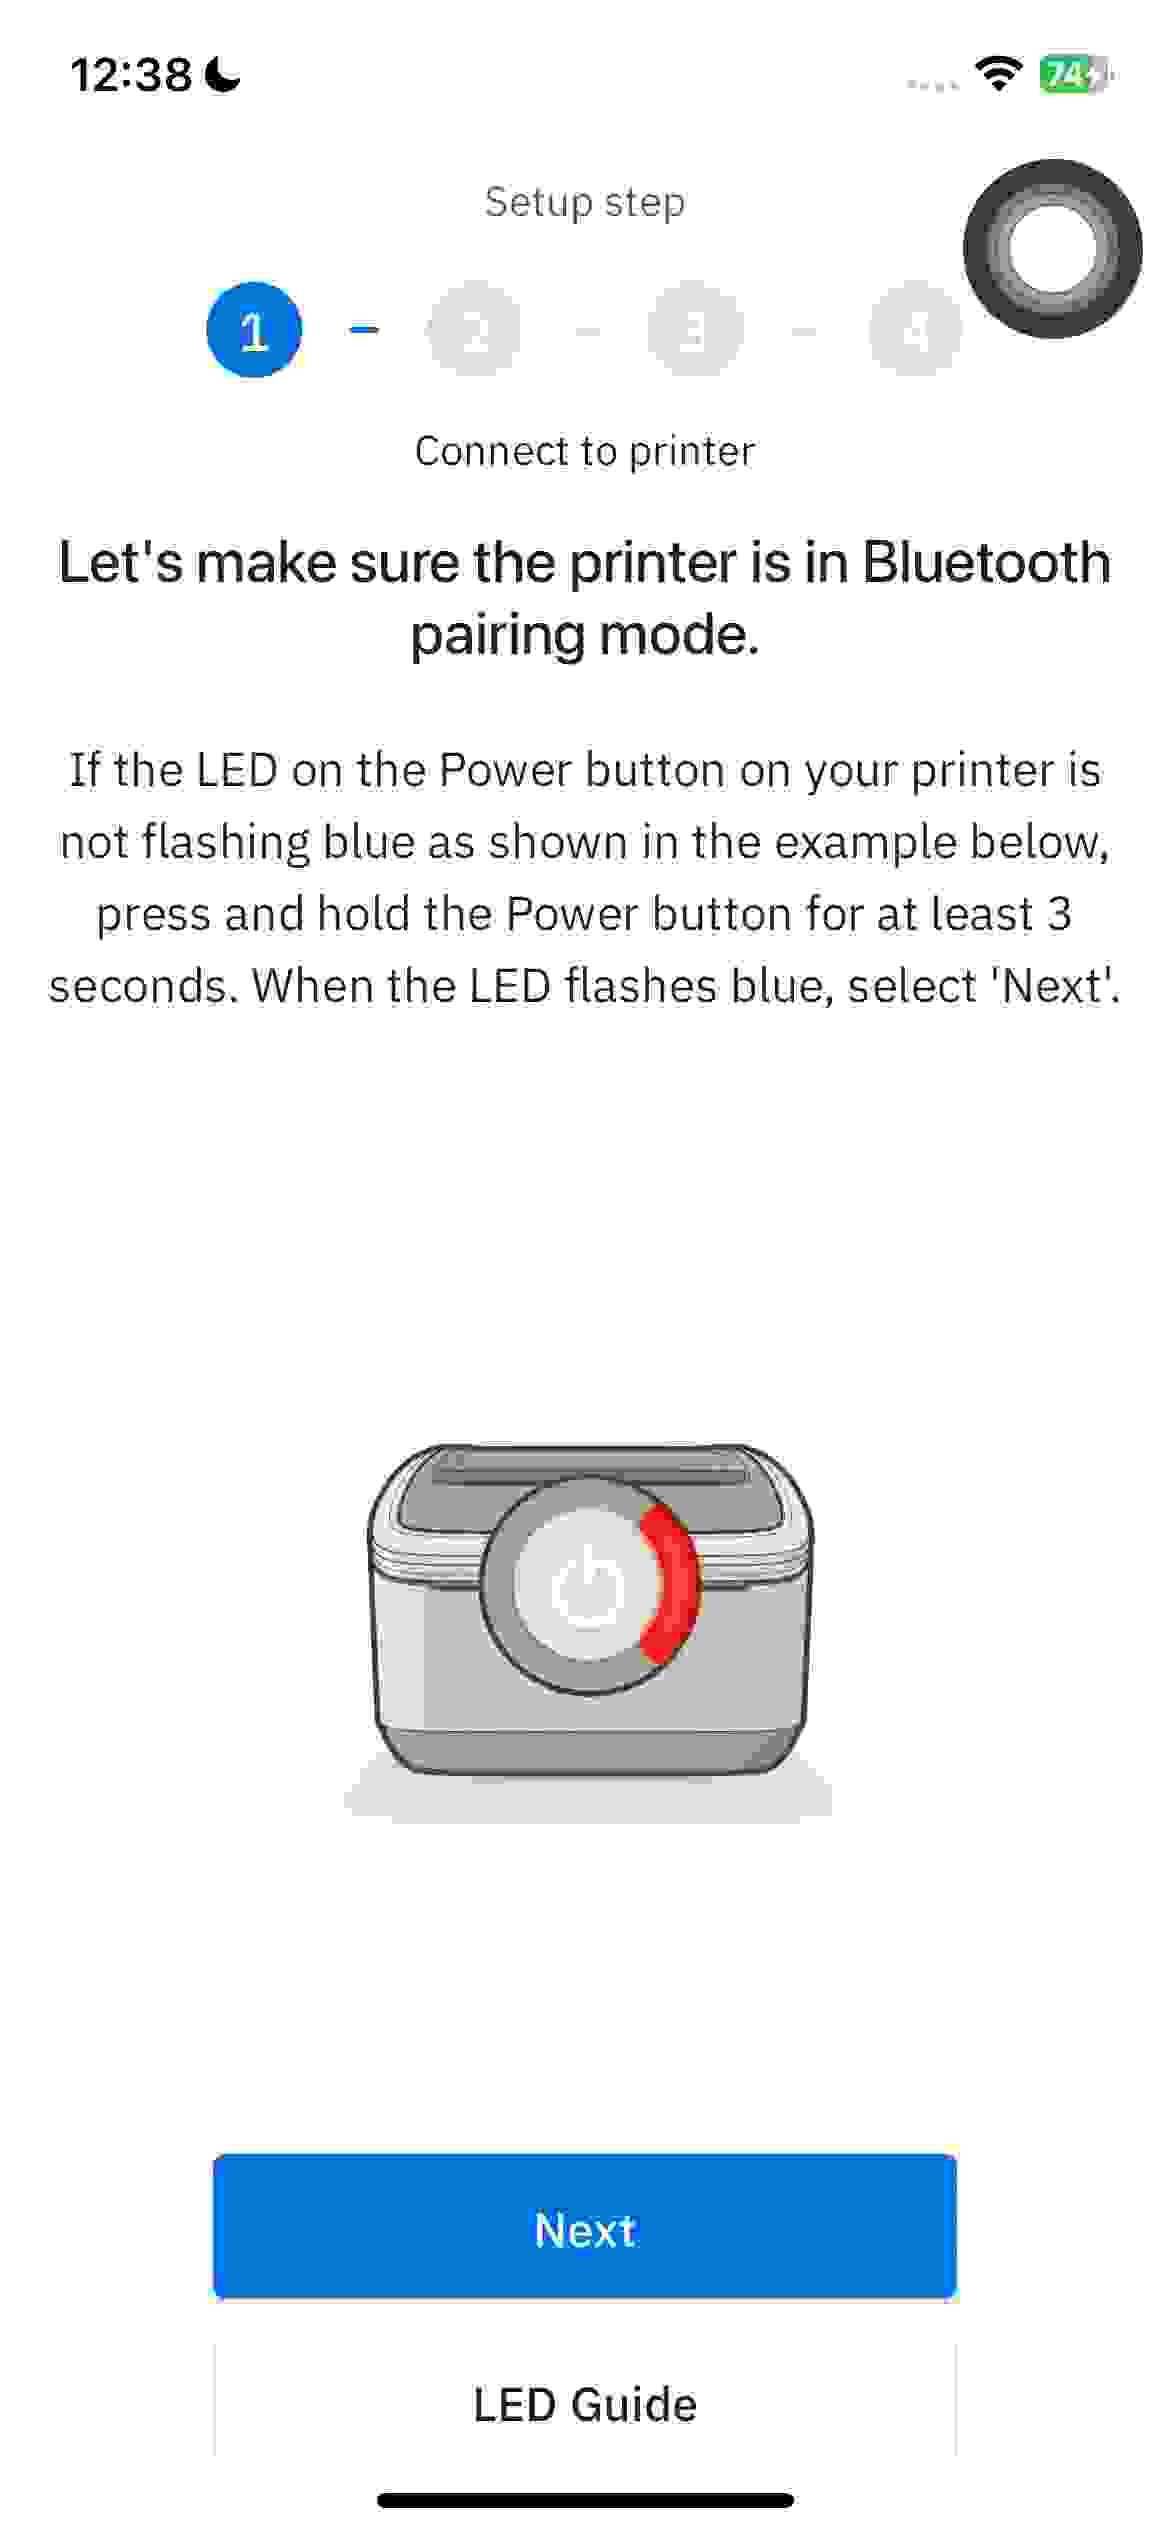 12:38
74
Setup step
1
2
3
4
Connect to printer
Let's make sure the printer is in Bluetooth
pairing mode.
If the LED on the Power button on your printer is
not flashing blue as shown in the example below,
press and hold the Power button for at least 3
seconds. When the LED flashes blue, select 'Next'.
Next
LED Guide